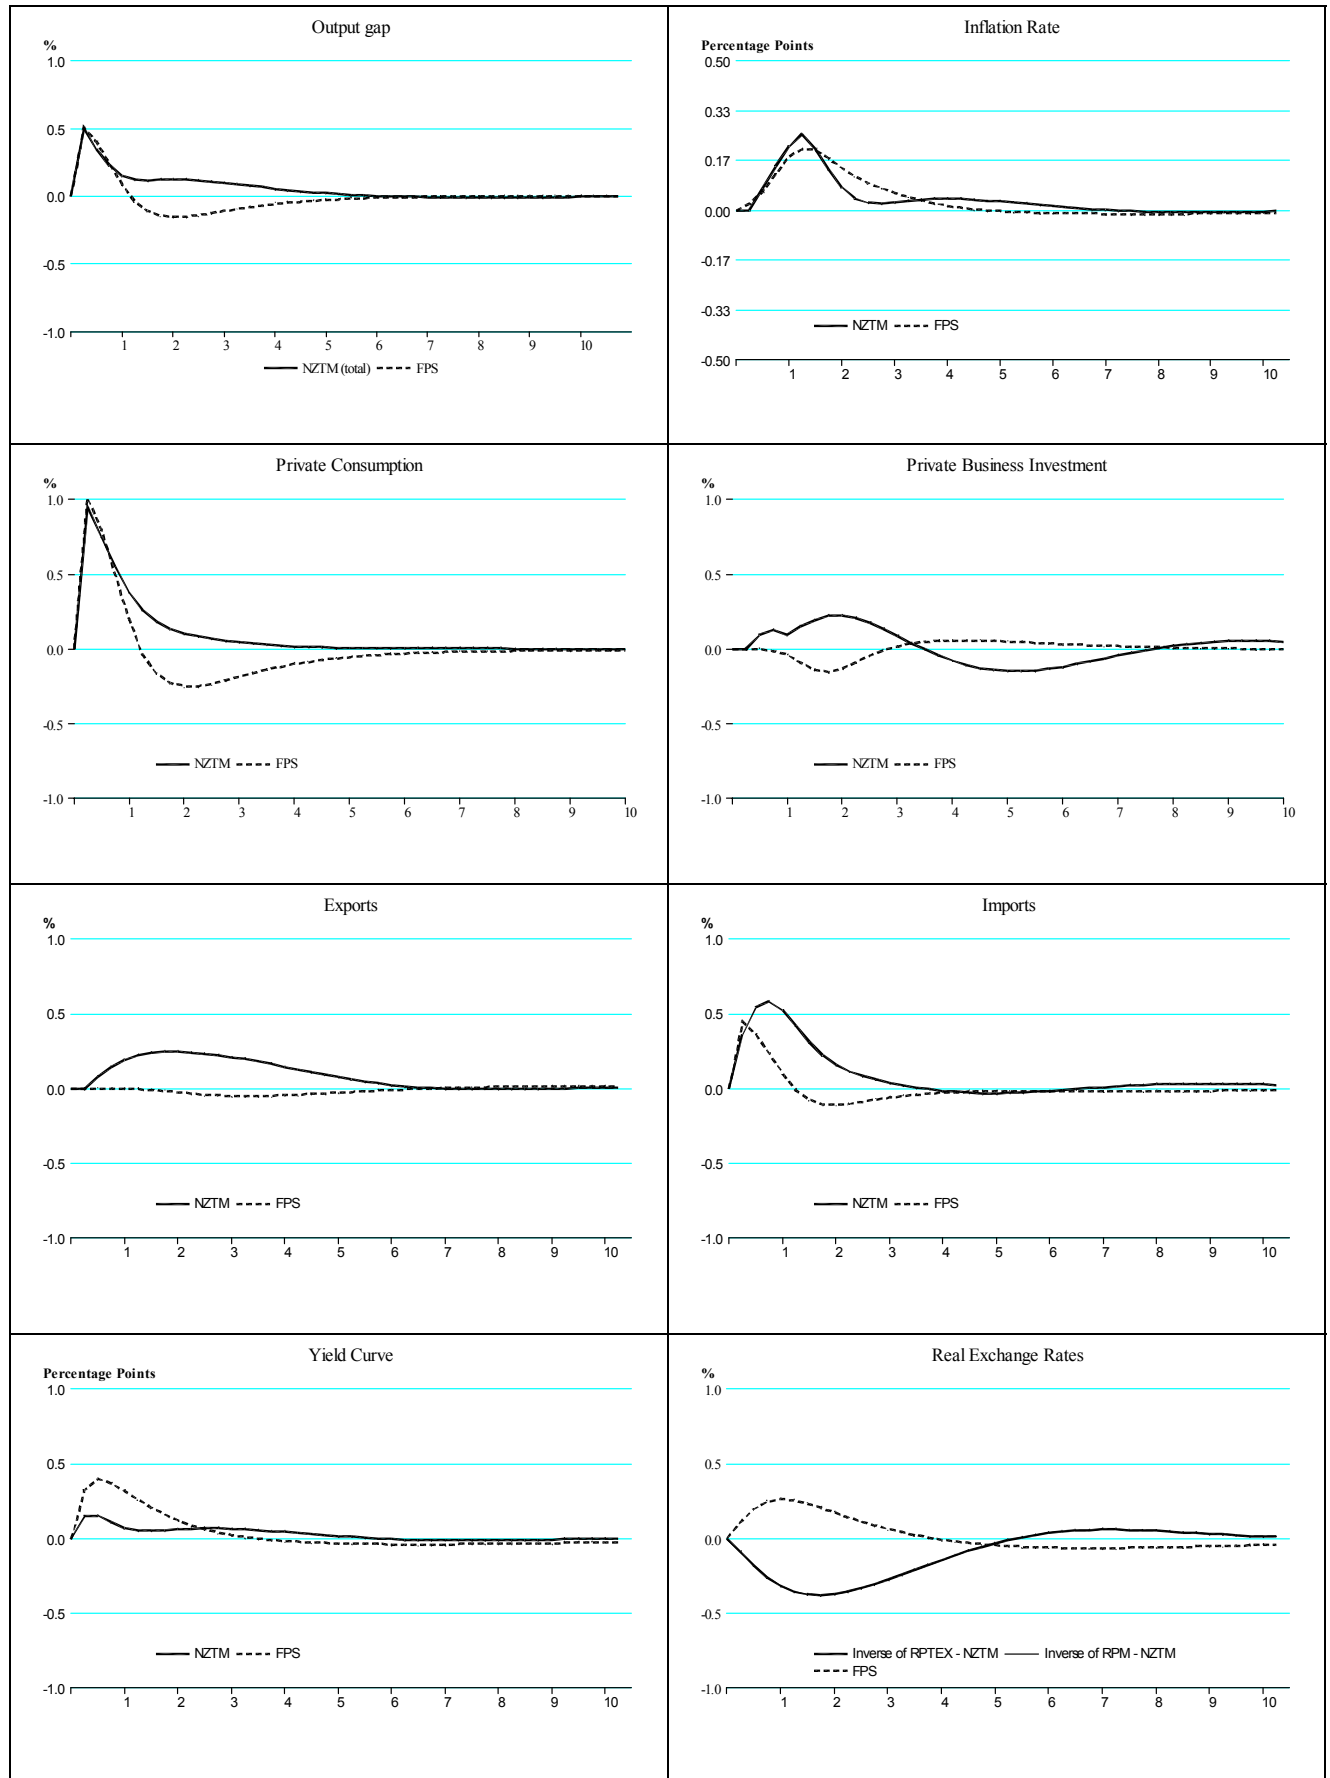 Output gap
%
1.0
0.5
0.0
-0.5
-1.0
1 2 3 4 5 6 7 8 9 10
NZTM (total) FPS
Inflation Rate
Percentage Points
0.50
0.33
0.17
0.00
-0.17
-0.33
NZTM FPS
-0.50
1 2 3 4 5 6 7 8 9 10
Private Consumption
%
1.0
0.5
0.0
-0.5
NZTM FPS
-1.0
1 2 3 4 5 6 7 8 9 10
Private Business Investment
%
1.0
0.5
0.0
-0.5
NZTM FPS
-1.0
1 2 3 4 5 6 7 8 9 10
Exports
%
1.0
0.5
0.0
-0.5
NZTM FPS
-1.0
1 2 3 4 5 6 7 8 9 10
Imports
%
1.0
0.5
0.0
-0.5
NZTM FPS
-1.0
1 2 3 4 5 6 7 8 9 10
Yield Curve
Percentage Points
1.0
0.5
0.0
-0.5
NZTM FPS
-1.0
1 2 3 4 5 6 7 8 9 10
Real Exchange Rates
%
1.0
0.5
0.0
-0.5
Inverse of RPTEX - NZTM Inverse of RPM - NZTM
FPS
-1.0
1 2 3 4 5 6 7 8 9 10